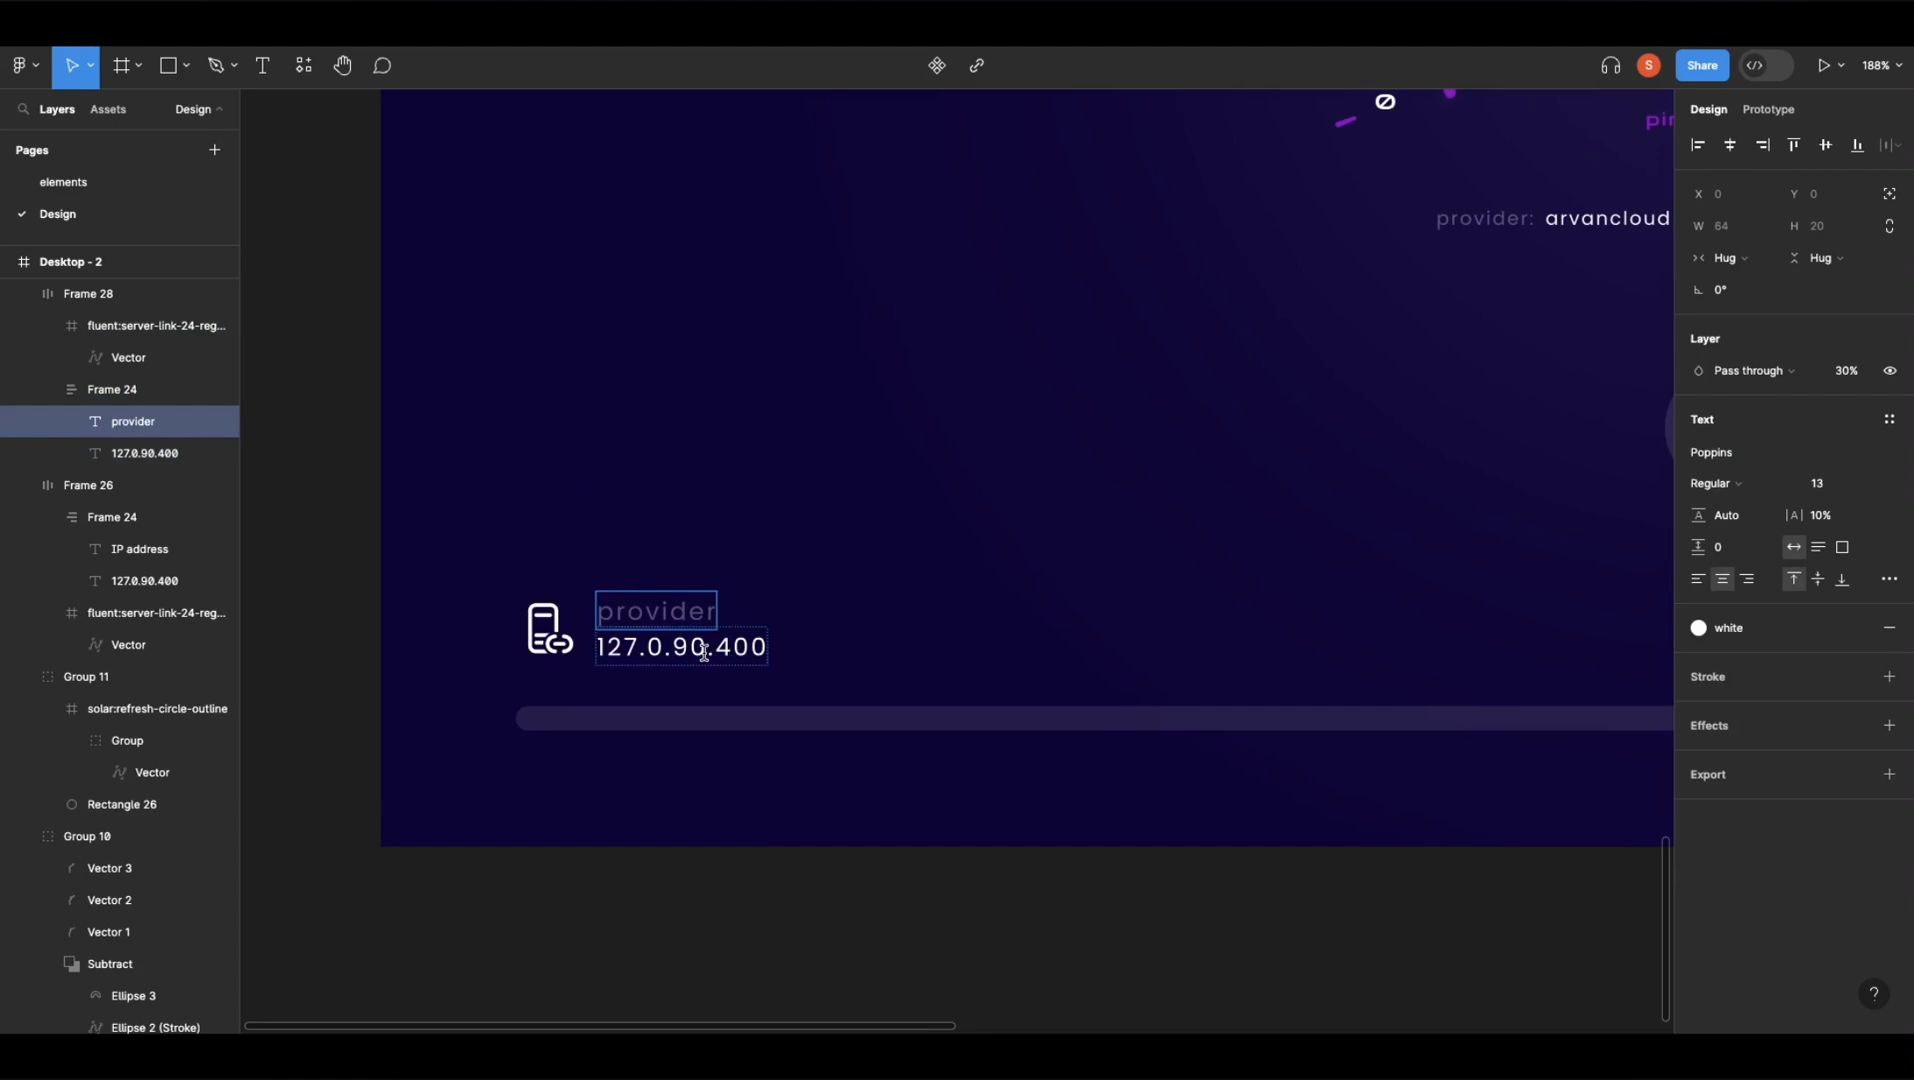 S
Share
188%
Layers
Assets
Design
Pages
elements
Design
Desktop - 2
Frame 28
fluent:server-link-24-reg...
Vector
Frame 24
provider
127.0.90.400
Frame 26
Frame 24
IP address
127.0.90.400
fluent:server-link-24-reg...
Vector
Group 11
solar:refresh-circle-outline
Group
Vector
Rectangle 26
Group 10
Vector 3
Vector 2
Vector 1
Subtract
Ellipse 3
Ellipse 2 (Stroke)
0
pin
provider: arvancloud
provider
127.0.90.400
Design
Prototype
X 0
Y 0
W 64
H 20
Hug
Hug
0°
Layer
Pass through
30%
Text
Poppins
Regular
13
Auto
10%
0
white
Stroke
Effects
Export
?